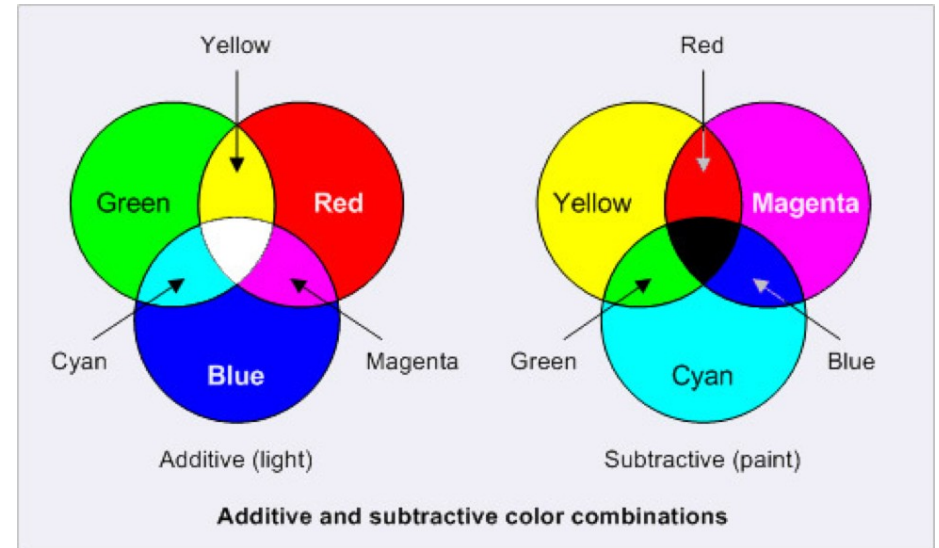 Yellow
Red
Green
Red
Yellow
Magenta
Cyan
Blue
Magenta
Green
Cyan
Blue
Additive (light)
Subtractive (paint)
Additive and subtractive color combinations